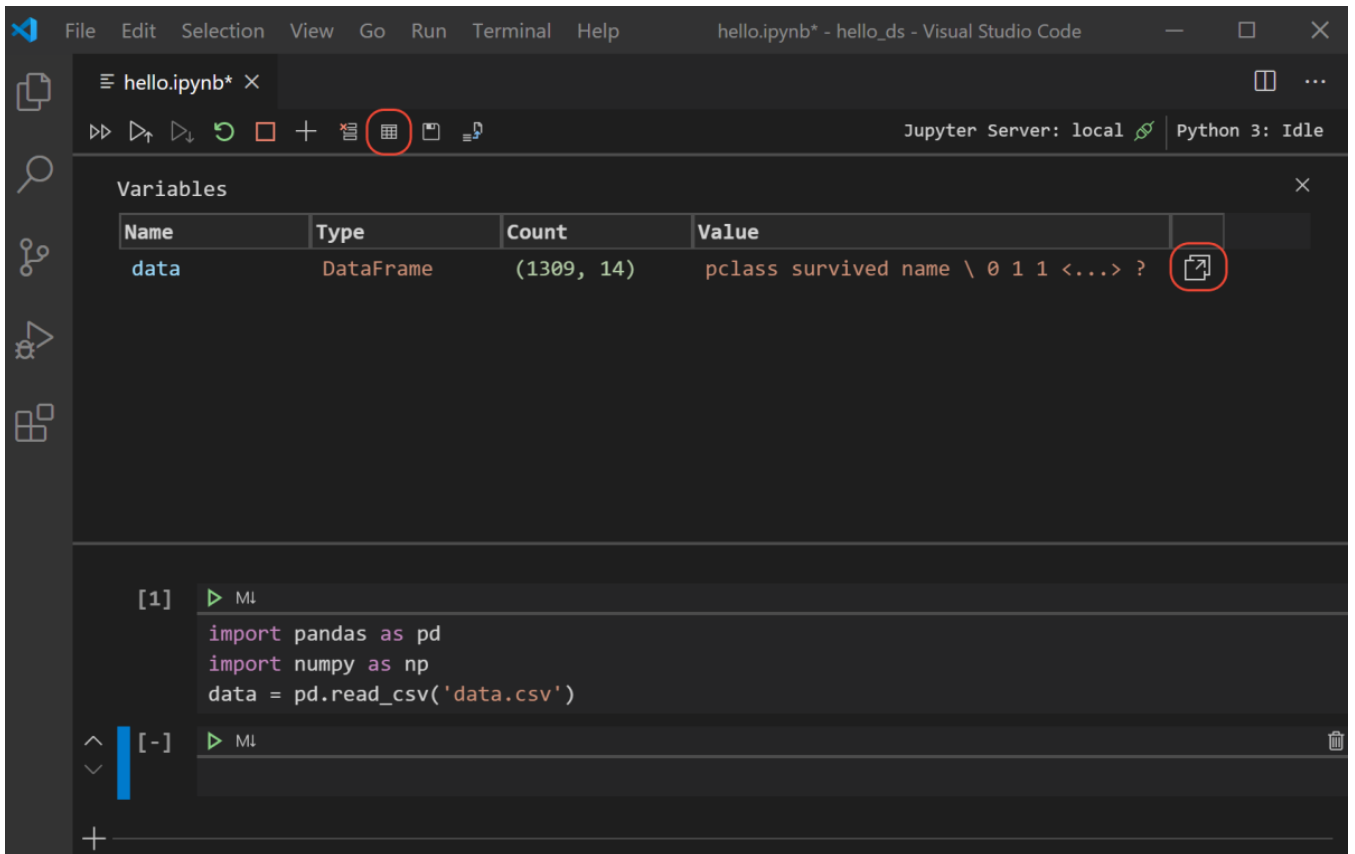 File Edit Selection View Go Run Terminal Help hello.ipynb* - hello_ds - Visual Studio Code
hello.ipynb*
Jupyter Server: local Python 3: Idle
Variables
Name Type Count Value
data DataFrame (1309, 14) pclass survived name \ 0 1 1 <...> ?
[1] M↓
import pandas as pd
import numpy as np
data = pd.read_csv('data.csv')
[-] M↓